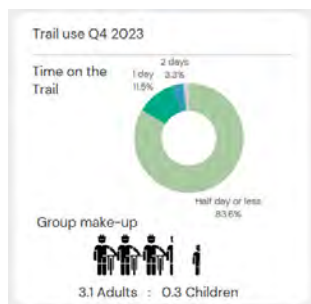 Trail use Q4 2023
Time on the
Trail
1 day
11.5%
2 days
3.3%
Half day or less
83.6%
Group make-up
3.1 Adults : 0.3 Children